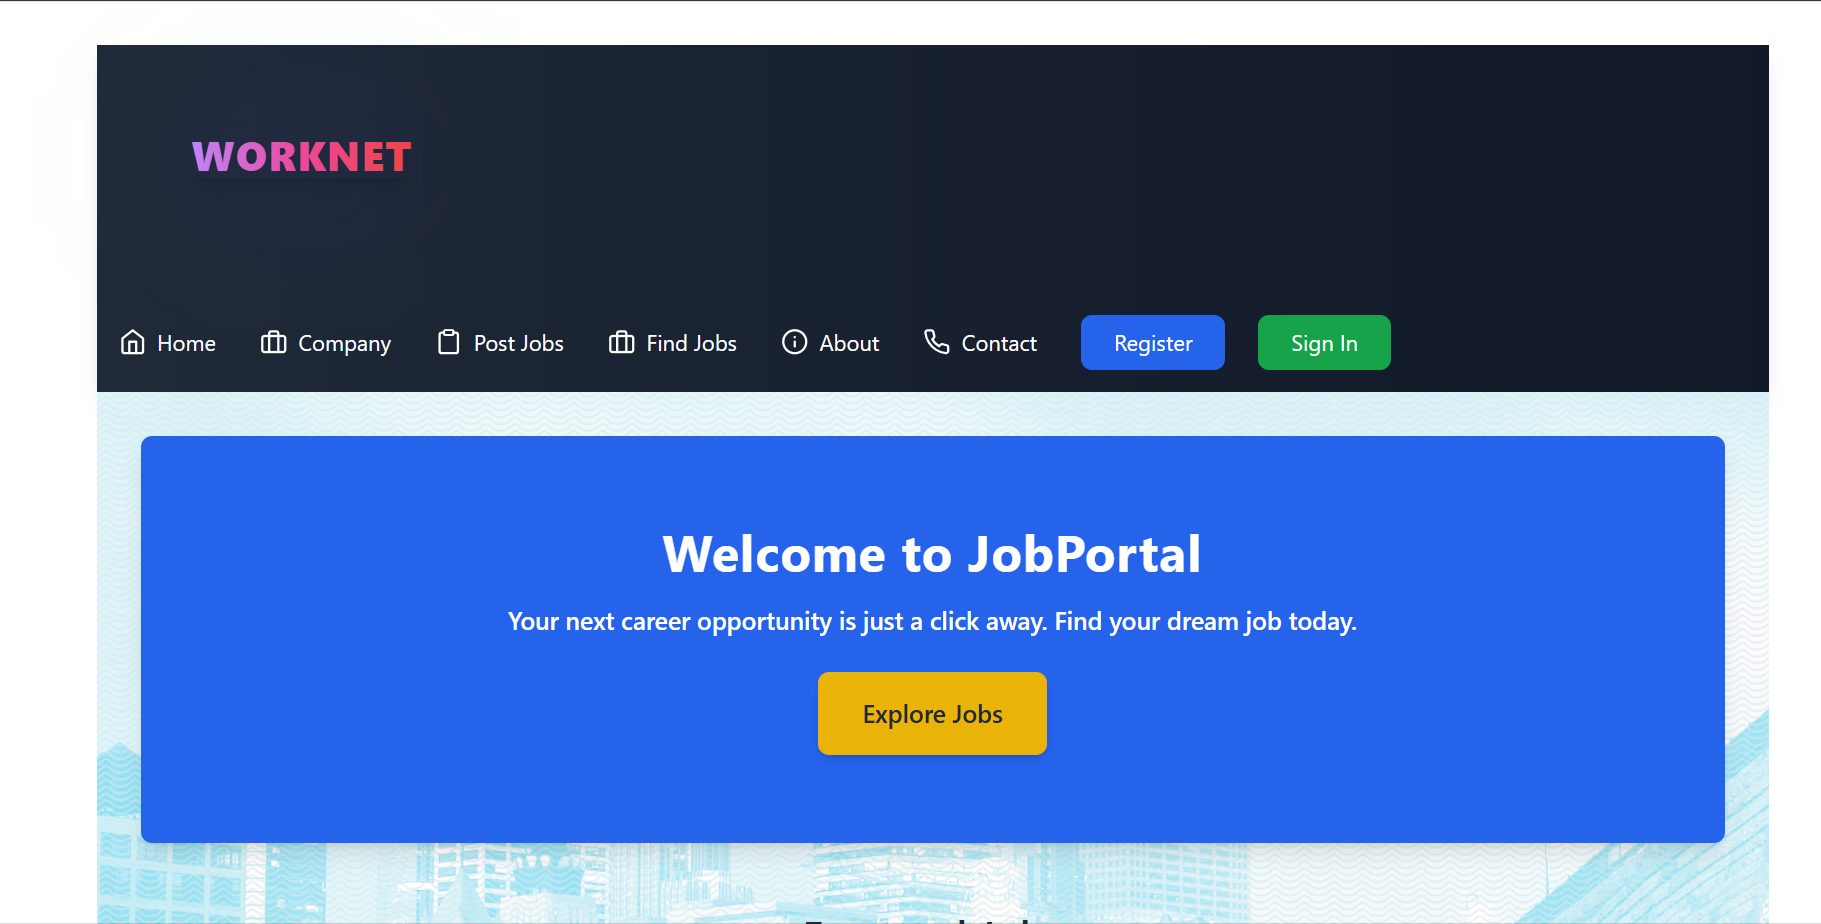 WORKNET
Home Company Post Jobs Find Jobs About Contact Register Sign In
Welcome to JobPortal
Your next career opportunity is just a click away. Find your dream job today.
Explore Jobs